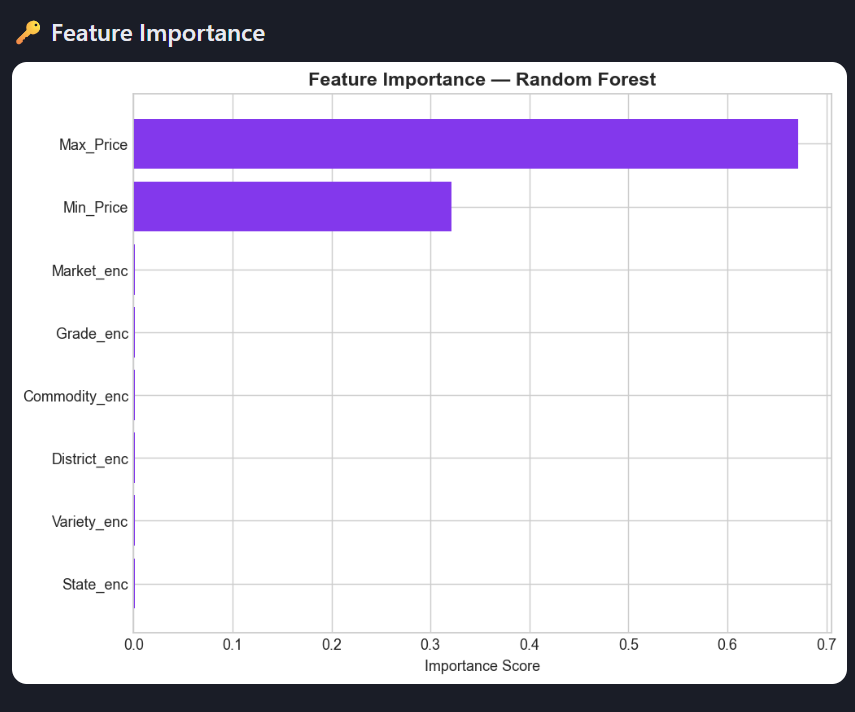 🔑 Feature Importance
Feature Importance — Random Forest
Max_Price
Min_Price
Market_enc
Grade_enc
Commodity_enc
District_enc
Variety_enc
State_enc
0.0 0.1 0.2 0.3 0.4 0.5 0.6 0.7
Importance Score